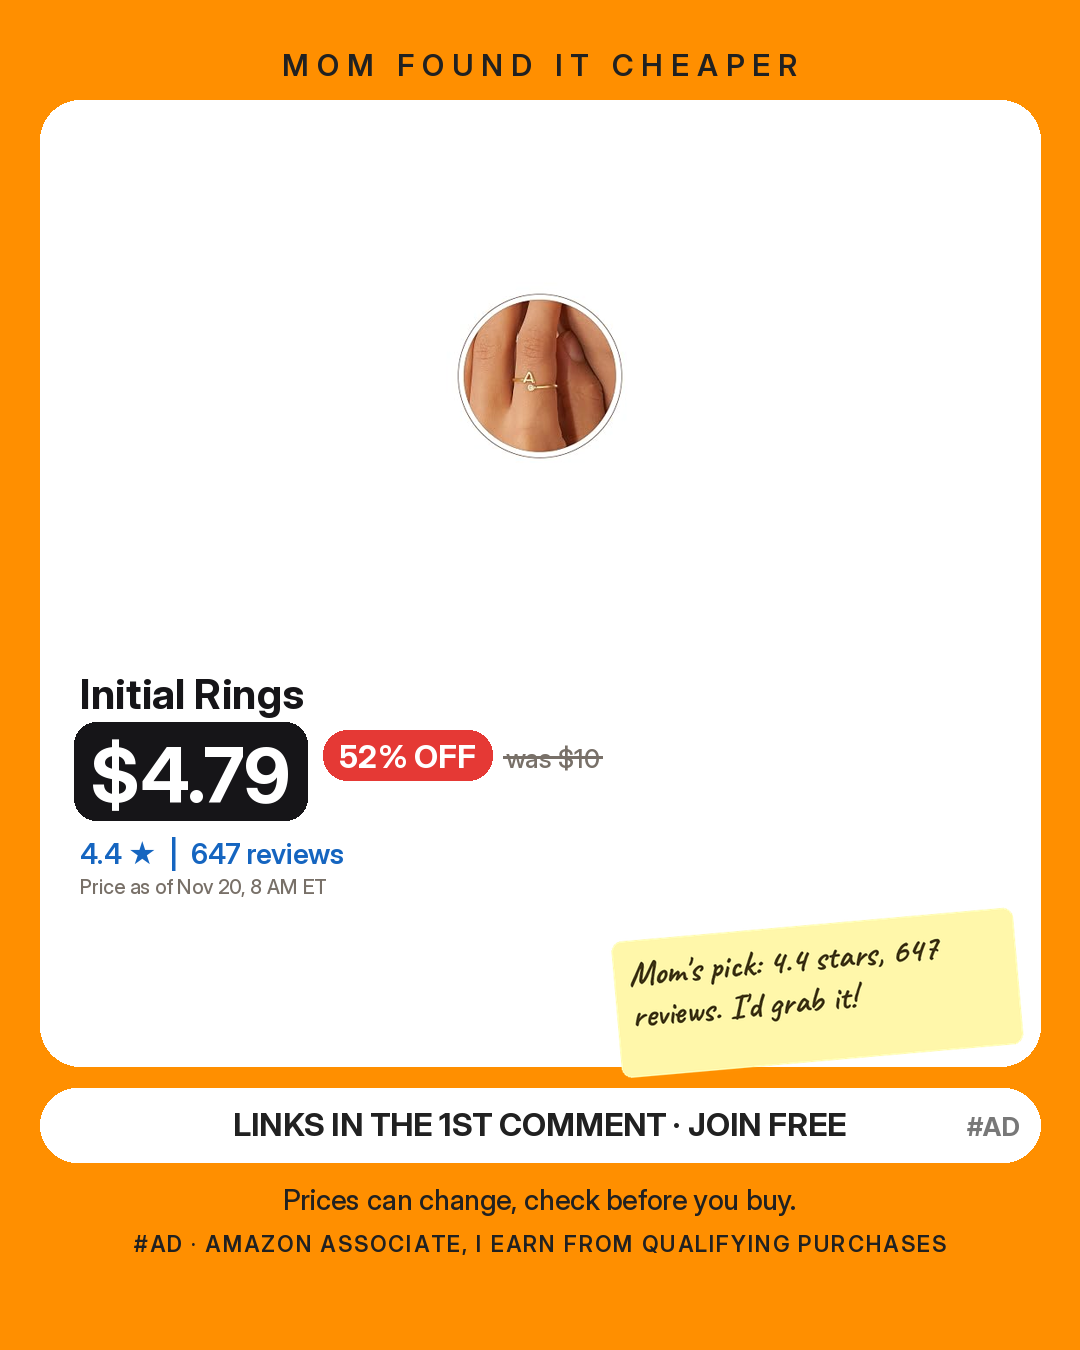 MOM FOUND IT CHEAPER
A
Initial Rings
$4.79
52% OFF
was $10
4.4 ★ | 647 reviews
Price as of Nov 20, 8 AM ET
Mom's pick: 4.4 stars, 647
reviews. I'd grab it!
LINKS IN THE 1ST COMMENT · JOIN FREE
#AD
Prices can change, check before you buy.
#AD · AMAZON ASSOCIATE, I EARN FROM QUALIFYING PURCHASES